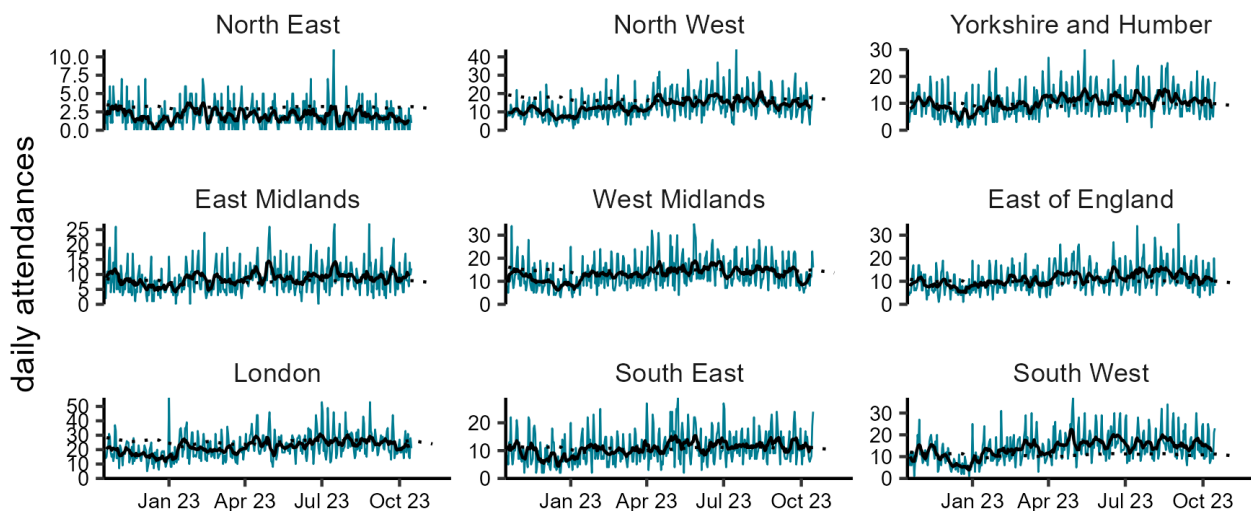 North East North West Yorkshire and Humber
10.0 40 30
7.5 30 20
5.0 20 10
2.5 10 0
0.0 0
East Midlands West Midlands East of England
25 30 30
20 20 20
15 10 10
10 0 0
5
0
daily attendances
London South East South West
50 20 30
40 10 20
30 0 10
20 0
10
0
Jan 23 Apr 23 Jul 23 Oct 23 Jan 23 Apr 23 Jul 23 Oct 23 Jan 23 Apr 23 Jul 23 Oct 23